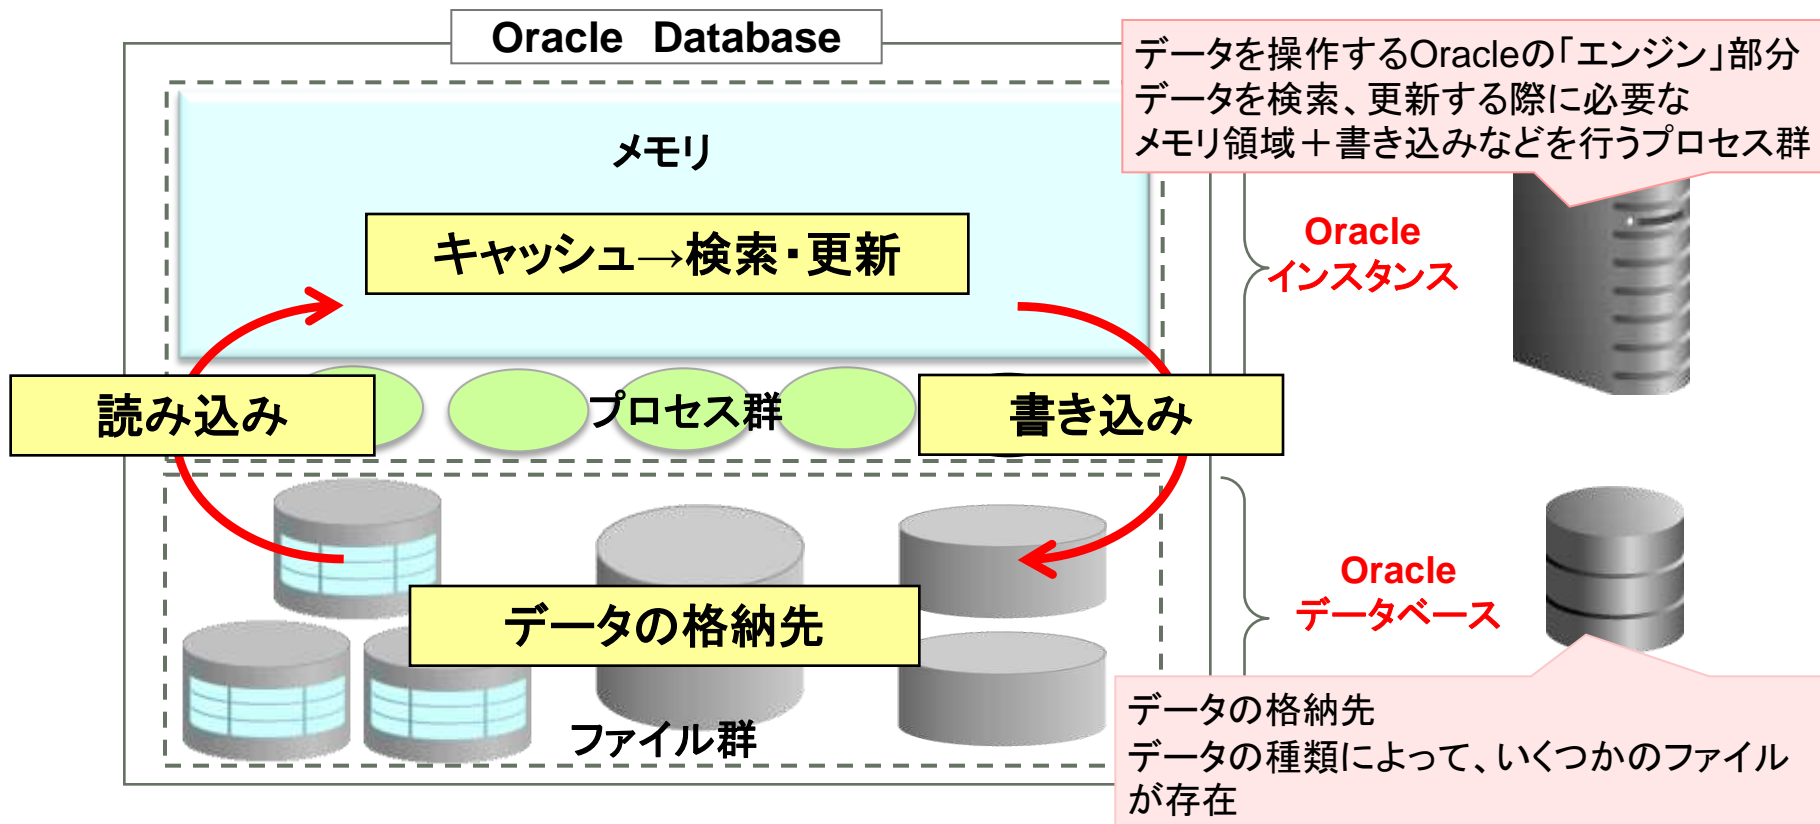 Oracle Database
データを操作するOracleの「エンジン」部分
データを検索、更新する際に必要な
メモリ領域＋書き込みなどを行うプロセス群
メモリ
キャッシュ→検索・更新
Oracle
インスタンス
読み込み
プロセス群
書き込み
Oracle
データベース
データの格納先
ファイル群
データの格納先
データの種類によって、いくつかのファイル
が存在